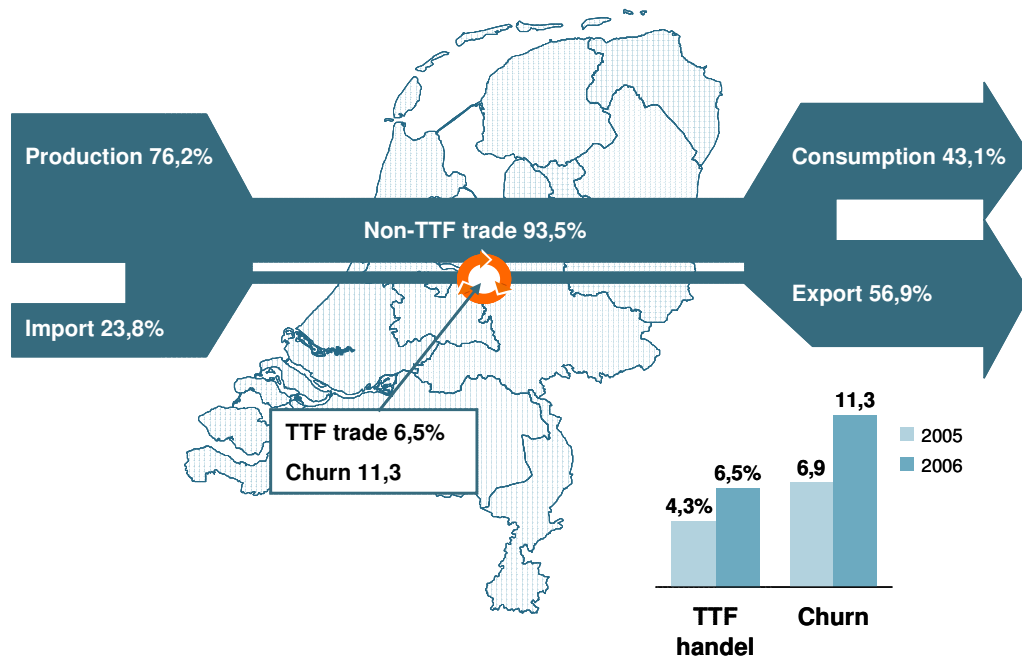 Production 76,2%
Consumption 43,1%
Non-TTF trade 93,5%
Import 23,8%
Export 56,9%
TTF trade 6,5%
Churn 11,3
4,3%
6,5%
6,9
11,3
2005
2006
TTF
handel
Churn